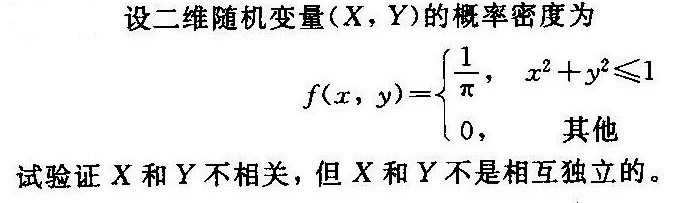 设二维随机变量(X, Y)的概率密度为
f(x, y)={1/π, x²+y²≤1
0, 其他
试验证 X 和 Y 不相关，但 X 和 Y 不是相互独立的。